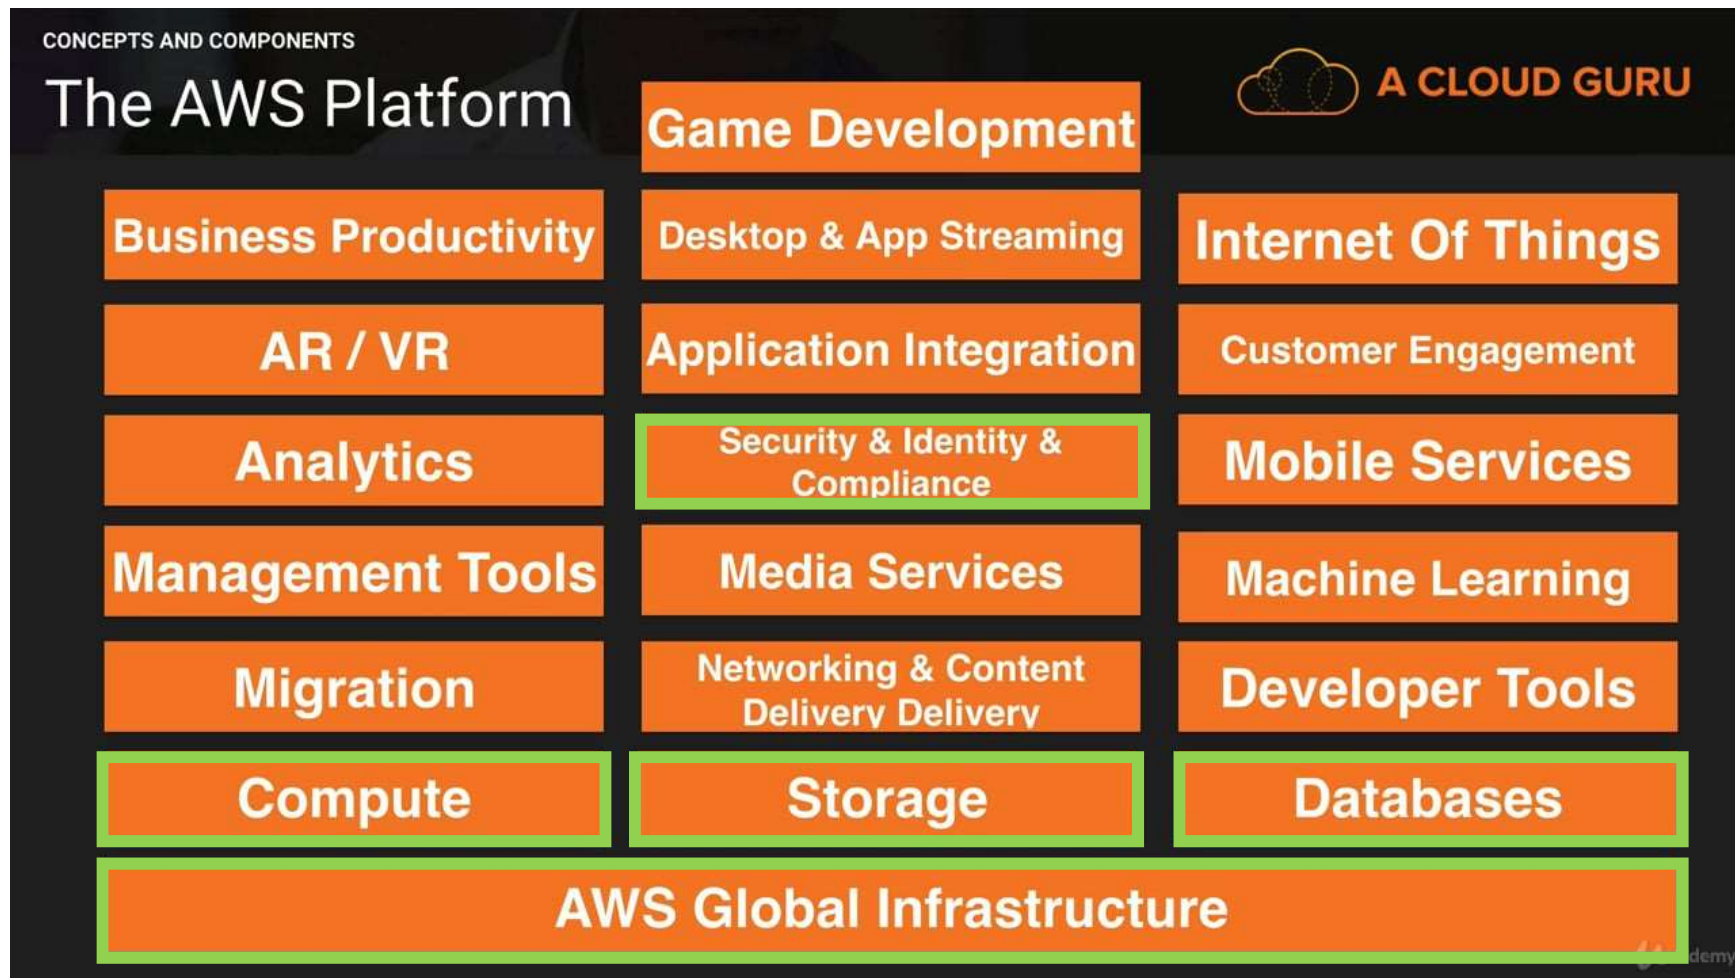 CONCEPTS AND COMPONENTS
The AWS Platform
A CLOUD GURU
Game Development
Business Productivity
Desktop & App Streaming
Internet Of Things
AR / VR
Application Integration
Customer Engagement
Analytics
Security & Identity &
Compliance
Mobile Services
Management Tools
Media Services
Machine Learning
Migration
Networking & Content
Delivery Delivery
Developer Tools
Compute
Storage
Databases
AWS Global Infrastructure